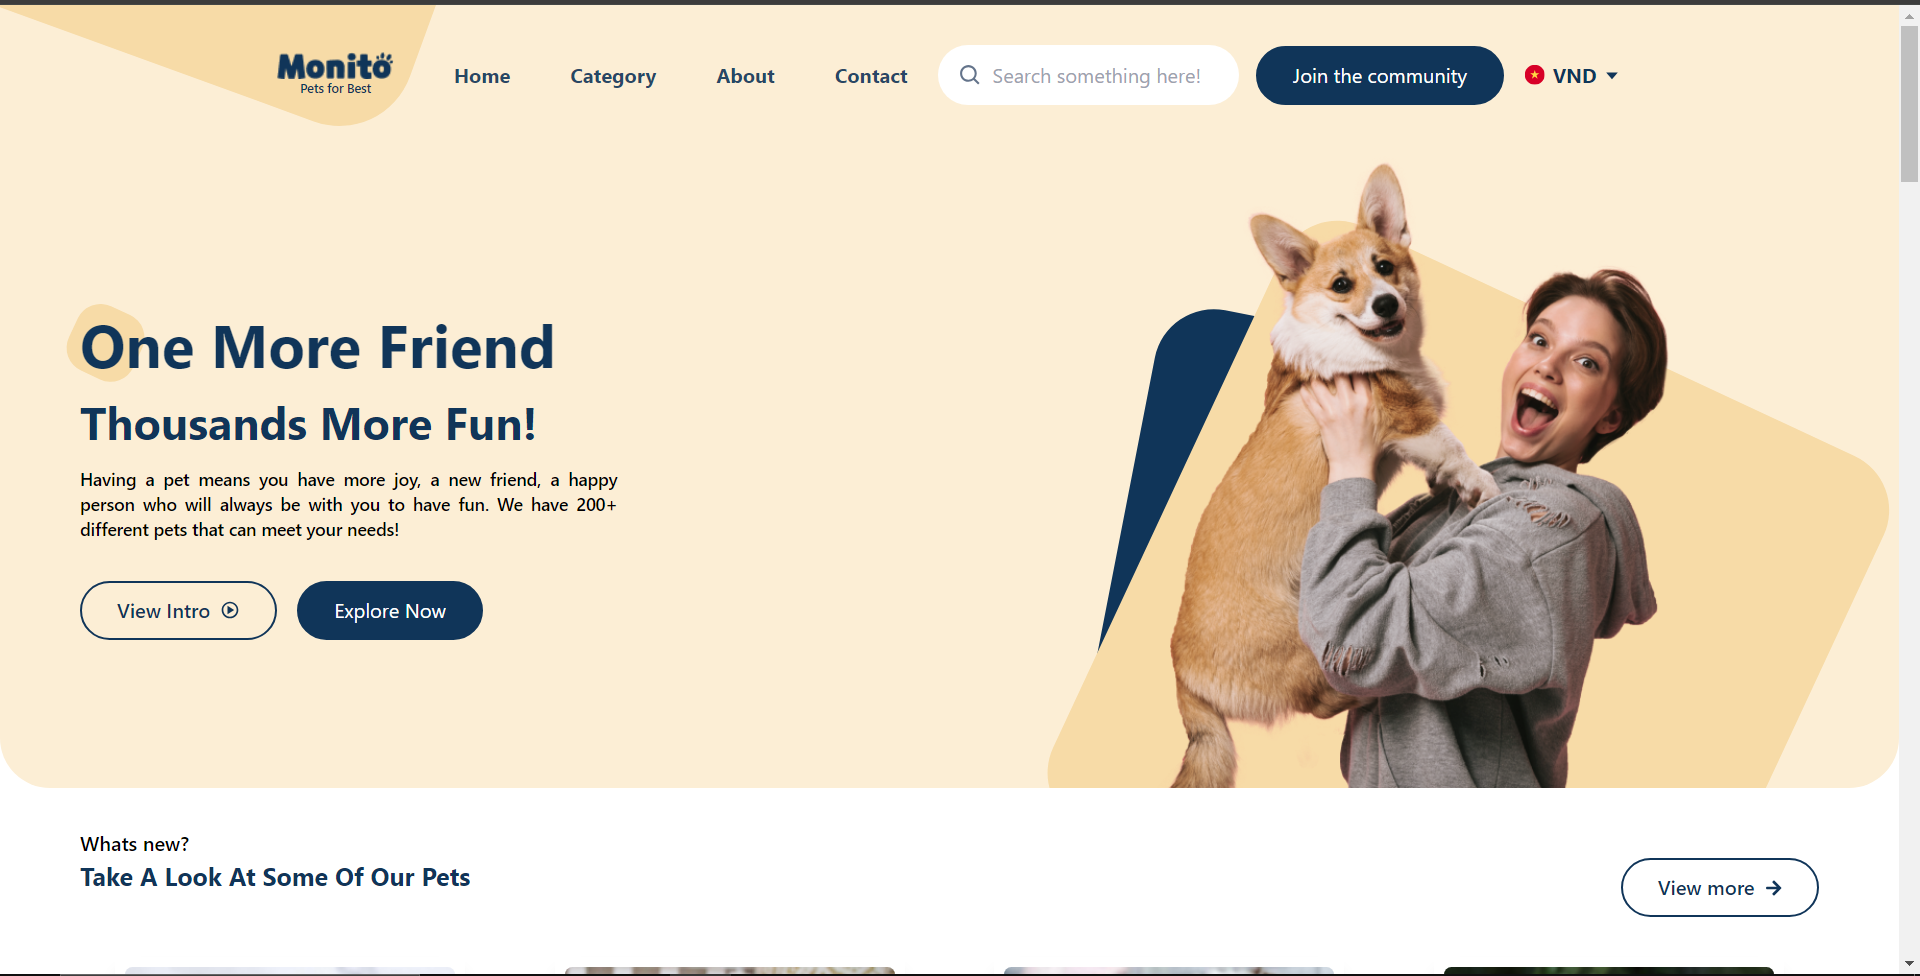 Monito
Pets for Best
Home
Category
About
Contact
Search something here!
Join the community
VND
One More Friend
Thousands More Fun!
Having a pet means you have more joy, a new friend, a happy
person who will always be with you to have fun. We have 200+
different pets that can meet your needs!
View Intro
Explore Now
Whats new?
Take A Look At Some Of Our Pets
View more